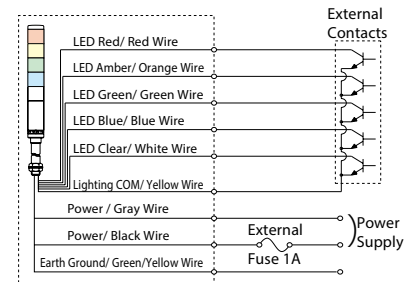 External
Contacts
LED Red/ Red Wire
LED Amber/ Orange Wire
LED Green/ Green Wire
LED Blue/ Blue Wire
LED Clear/ White Wire
Lighting COM/ Yellow Wire
Power / Gray Wire
Power/ Black Wire
External
Fuse 1A
Power
Supply
Earth Ground/ Green/Yellow Wire